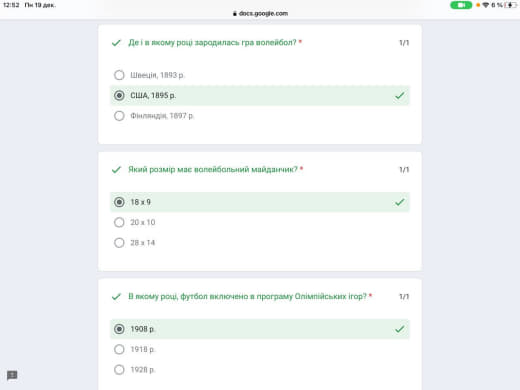 12:52 Пн 19 дек.
6 %
docs.google.com
Де і в якому році зародилась гра волейбол? *
1/1
Швеція, 1893 р.
США, 1895 р.
Фінляндія, 1897 р.
Який розмір має волейбольний майданчик? *
1/1
18 х 9
20 х 10
28 х 14
В якому році, футбол включено в програму Олімпійських ігор? *
1/1
1908 р.
1918 р.
1928 р.